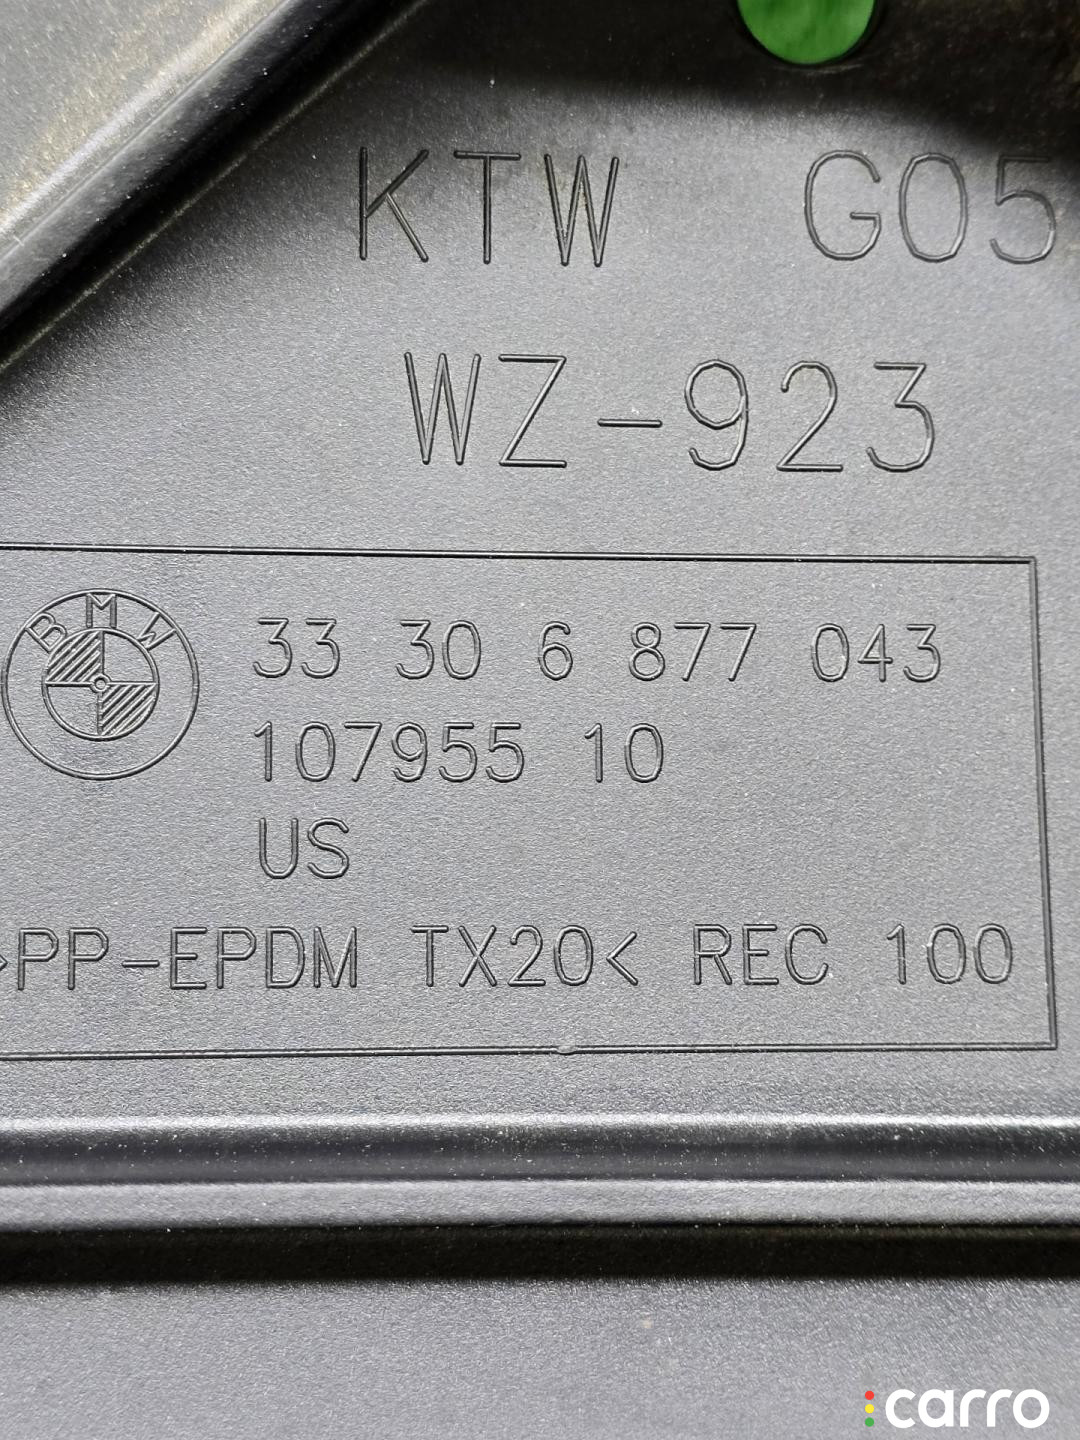 KTW G05
WZ-923
BMW
33 30 6 877 043
107955 10
US
>PP-EPDM TX20< REC 100
carro